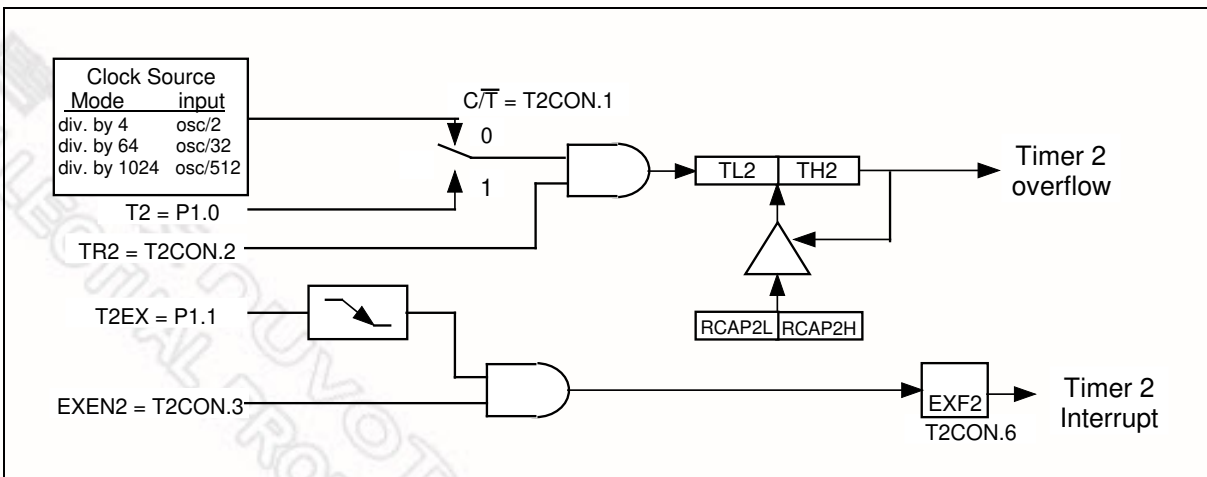 Clock Source
Mode input
div. by 4 osc/2
div. by 64 osc/32
div. by 1024 osc/512
C/T̅ = T2CON.1
0
1
T2 = P1.0
TR2 = T2CON.2
TL2 TH2
Timer 2
overflow
T2EX = P1.1
RCAP2L RCAP2H
EXEN2 = T2CON.3
EXF2
T2CON.6
Timer 2
Interrupt